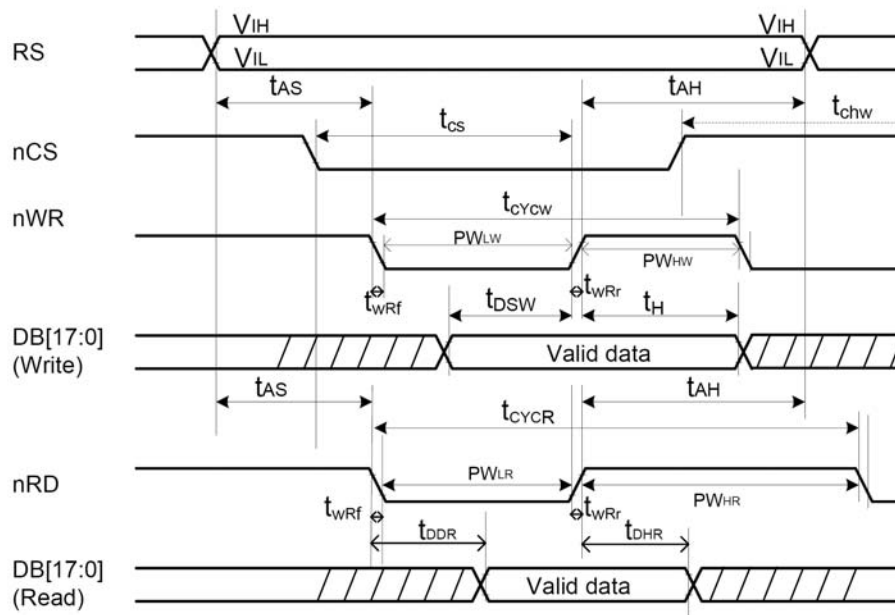 RS VIH VIL VIH VIL
tAS tAH
nCS tcs tchw
nWR tcYcw
PWLW PWHW
twRf tDSW twRr tH
DB[17:0]
(Write) Valid data
tAS tAH
tCYCR
nRD PWLR PWHR
twRf tDDR twRr tDHR
DB[17:0]
(Read) Valid data